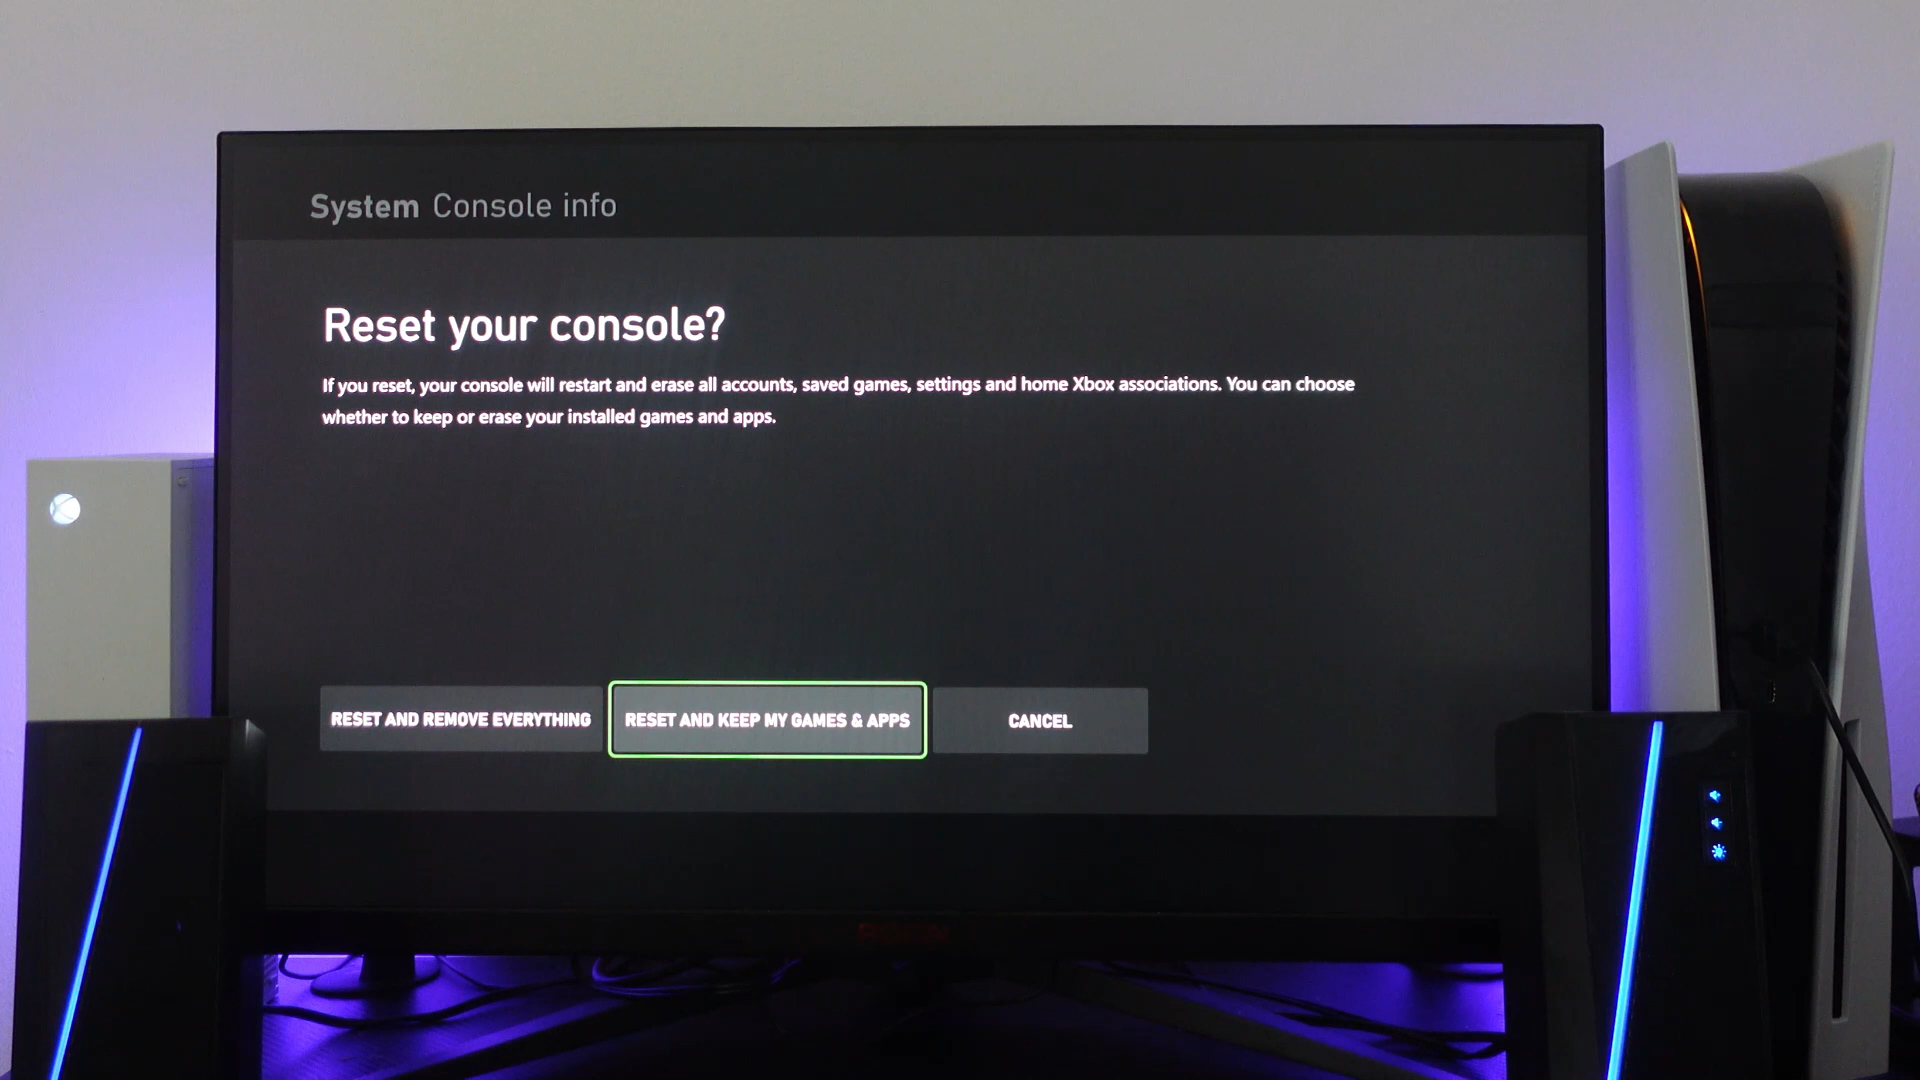 System Console info
Reset your console?
If you reset, your console will restart and erase all accounts, saved games, settings and home Xbox associations. You can choose
whether to keep or erase your installed games and apps.
RESET AND REMOVE EVERYTHING
RESET AND KEEP MY GAMES & APPS
CANCEL